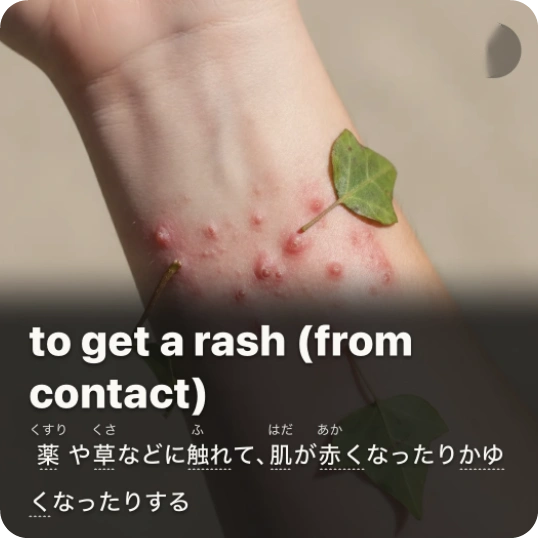 to get a rash (from
contact)
くすり くさ ふ はだ あか
薬や草などに触れて、肌が赤くなったりかゆ
くなったりする